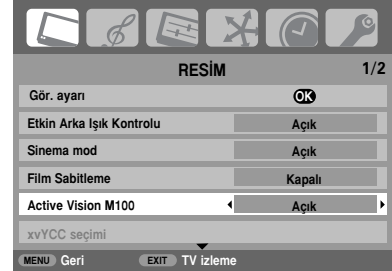 RESİM 1/2
Gör. ayarı OK
Etkin Arka Işık Kontrolu Açık
Sinema mod Açık
Film Sabitleme Kapalı
Active Vision M100 Açık
xvYCC seçimi
MENU Geri EXIT TV izleme